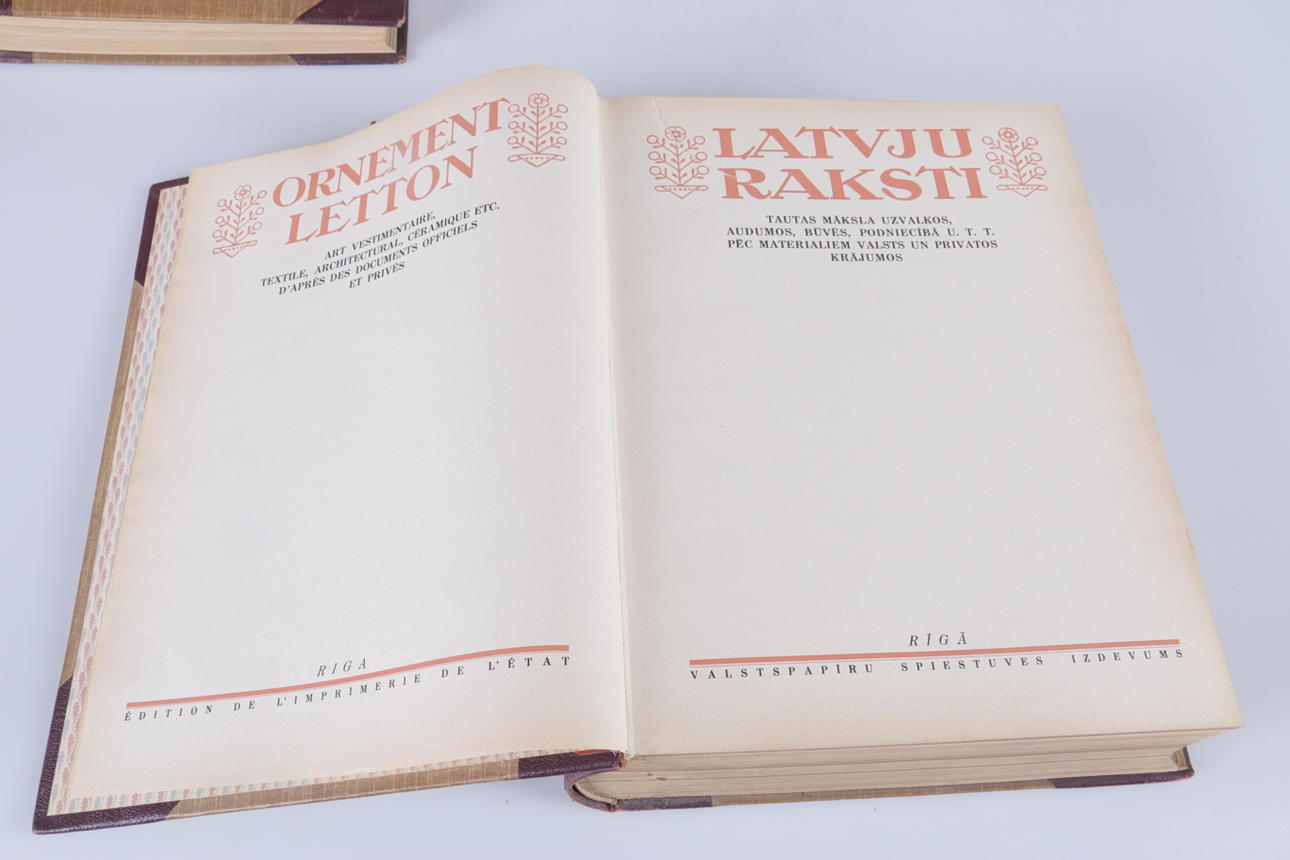 ORNEMENT
LETTON
ART VESTIMENTAIRE,
TEXTILE, ARCHITECTURAL, CÉRAMIQUE ETC.
D'APRÈS DES DOCUMENTS OFFICIELS
ET PRIVÉS
RIGA
ÉDITION DE L'IMPRIMERIE DE L'ÉTAT
LATVJU
RAKSTI
TAUTAS MĀKSLA UZVALKOS,
AUDUMOS, BŪVĒS, PODNIECĪBĀ U. T. T.
PĒC MATERIALIEM VALSTS UN PRIVATOS
KRĀJUMOS
RĪGĀ
VALSTSPAPĪRU SPIESTUVES IZDEVUMS